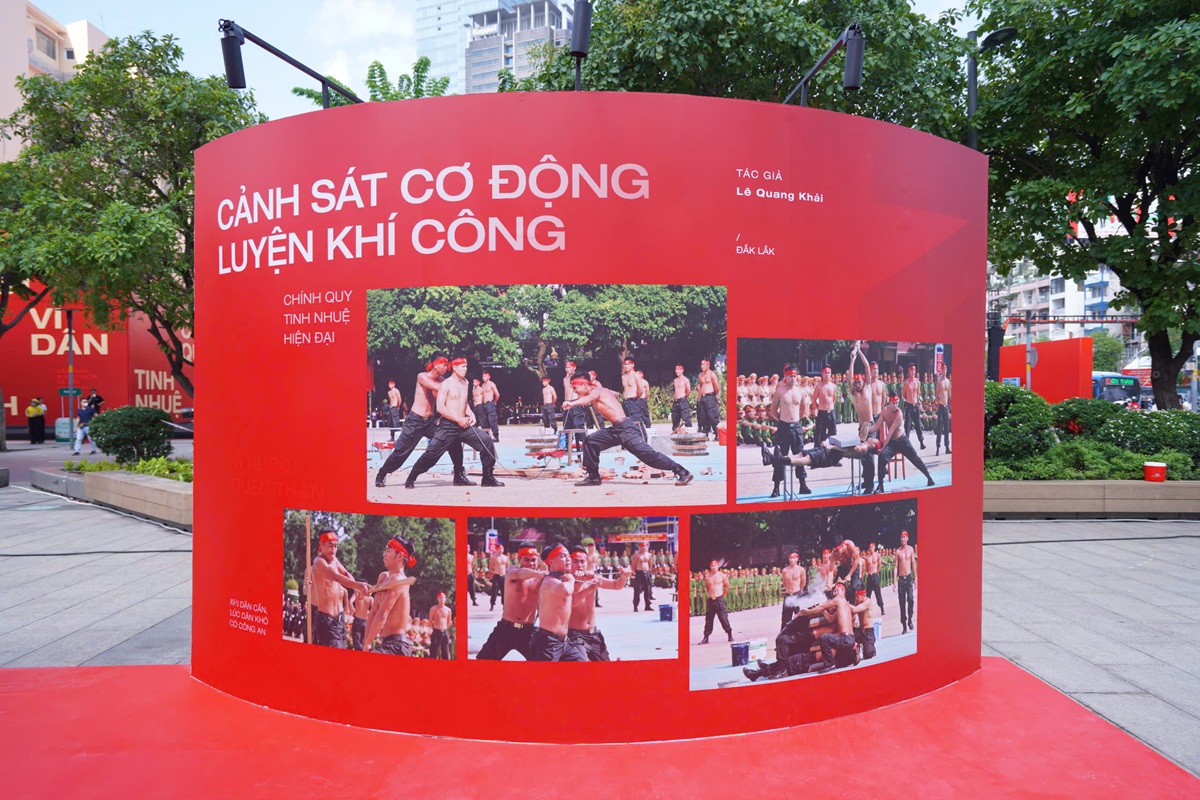 CẢNH SÁT CƠ ĐỘNG
LUYỆN KHÍ CÔNG
TÁC GIẢ
Lê Quang Khải
/
ĐẮK LẮK
CHÍNH QUY
TINH NHUỆ
HIỆN ĐẠI
KHI DÂN CẦN,
LÚC DÂN KHÓ
CÓ CÔNG AN
VÌ
DÂN
TINH
NHUỆ